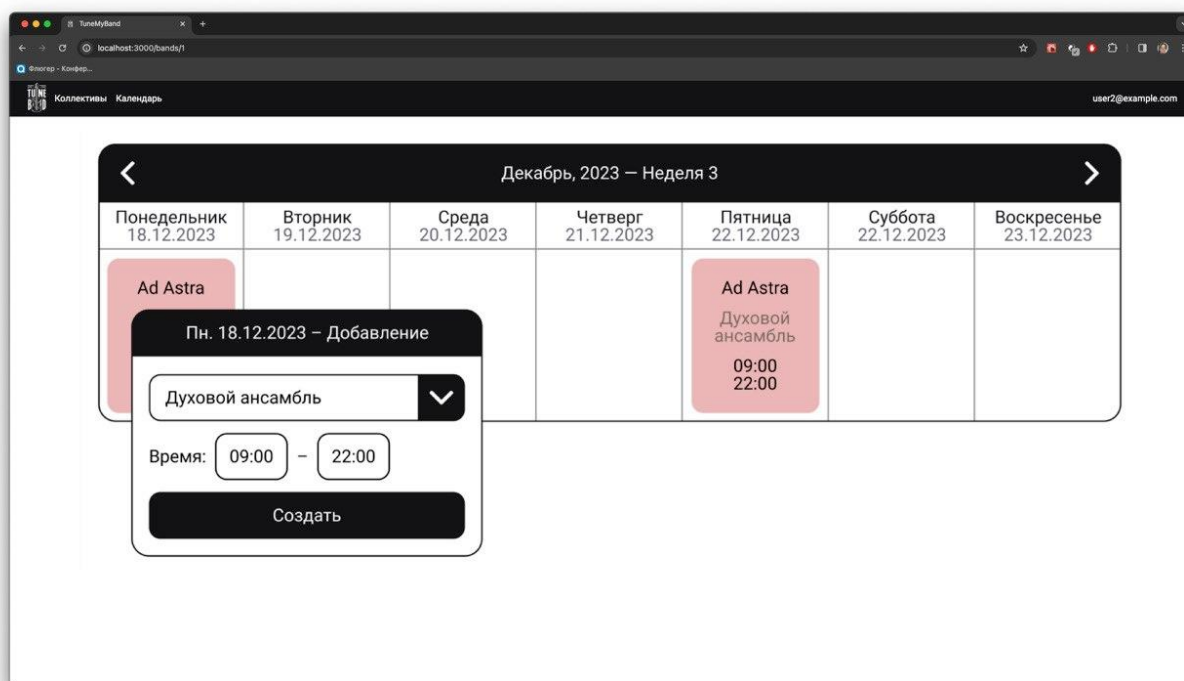 TuneMyBand
localhost:3000/bands/1
Флюгер - Конфер...
TUNE
Коллективы Календарь
user2@example.com
Декабрь, 2023 — Неделя 3
Понедельник Вторник Среда Четверг Пятница Суббота Воскресенье
18.12.2023 19.12.2023 20.12.2023 21.12.2023 22.12.2023 22.12.2023 23.12.2023
Ad Astra
Ad Astra
Духовой
ансамбль
09:00
22:00
Пн. 18.12.2023 – Добавление
Духовой ансамбль
Время: 09:00 – 22:00
Создать